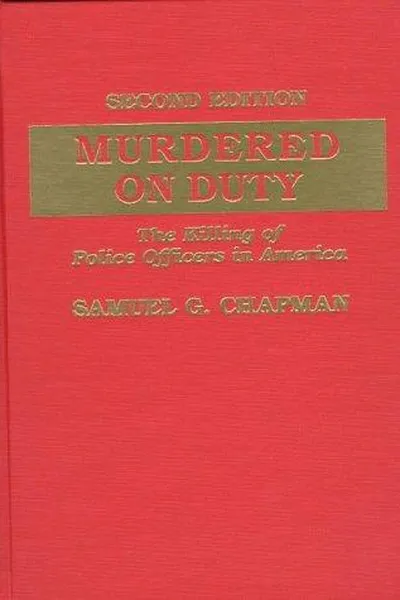 SECOND EDITION
MURDERED
ON DUTY
The Killing of
Police Officers in America
SAMUEL G. CHAPMAN